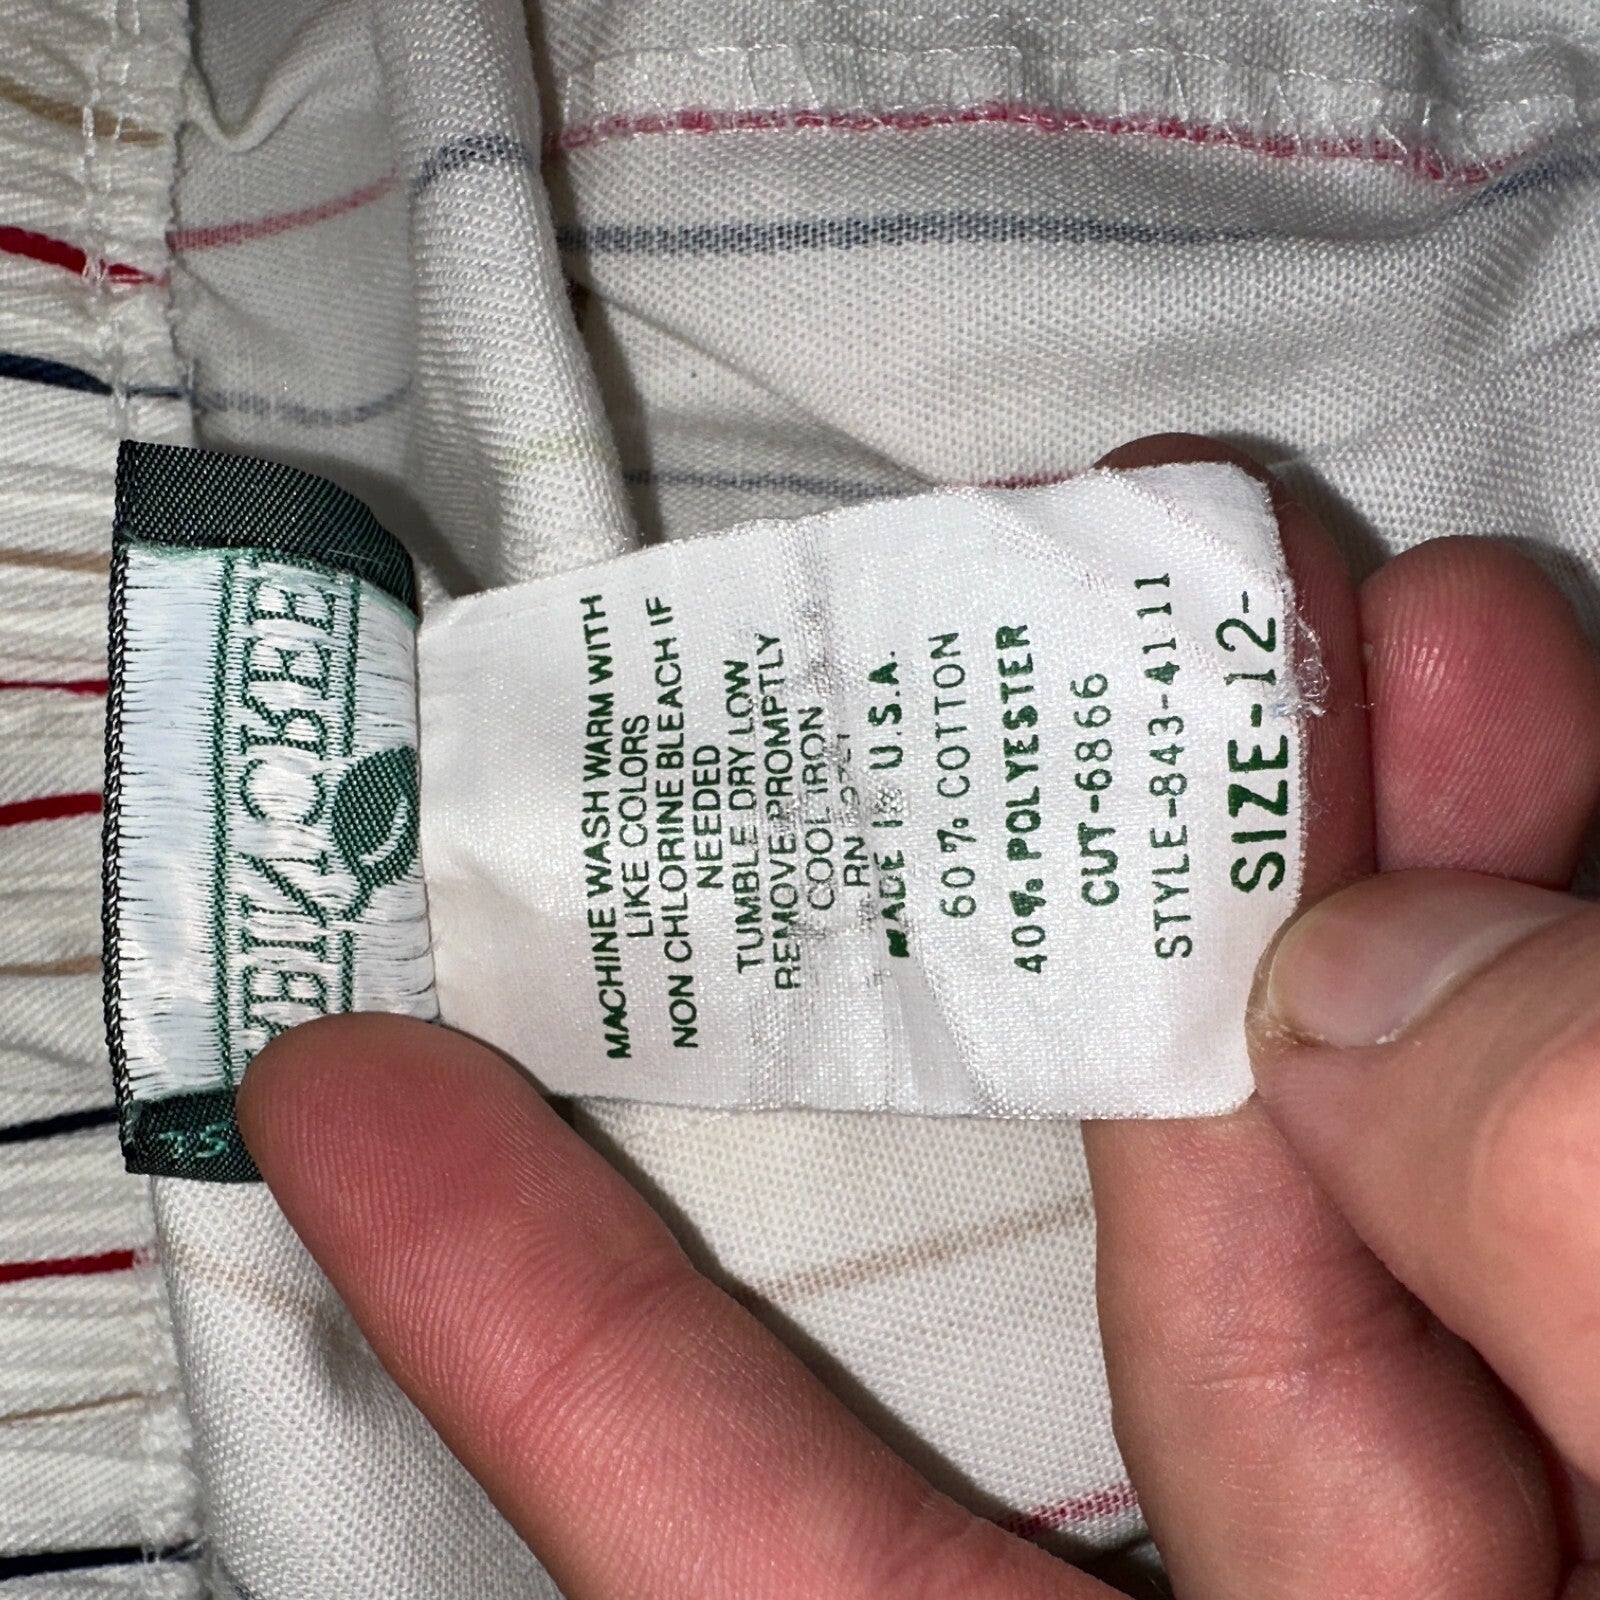 MACHINE WASH WARM WITH
LIKE COLORS
NON CHLORINE BLEACH IF
NEEDED
TUMBLE DRY LOW
REMOVE PROMPTLY
COOL IRON
RN
MADE IN U.S.A.
60% COTTON
40% POLYESTER
CUT-6866
STYLE-843-4111
SIZE-12-